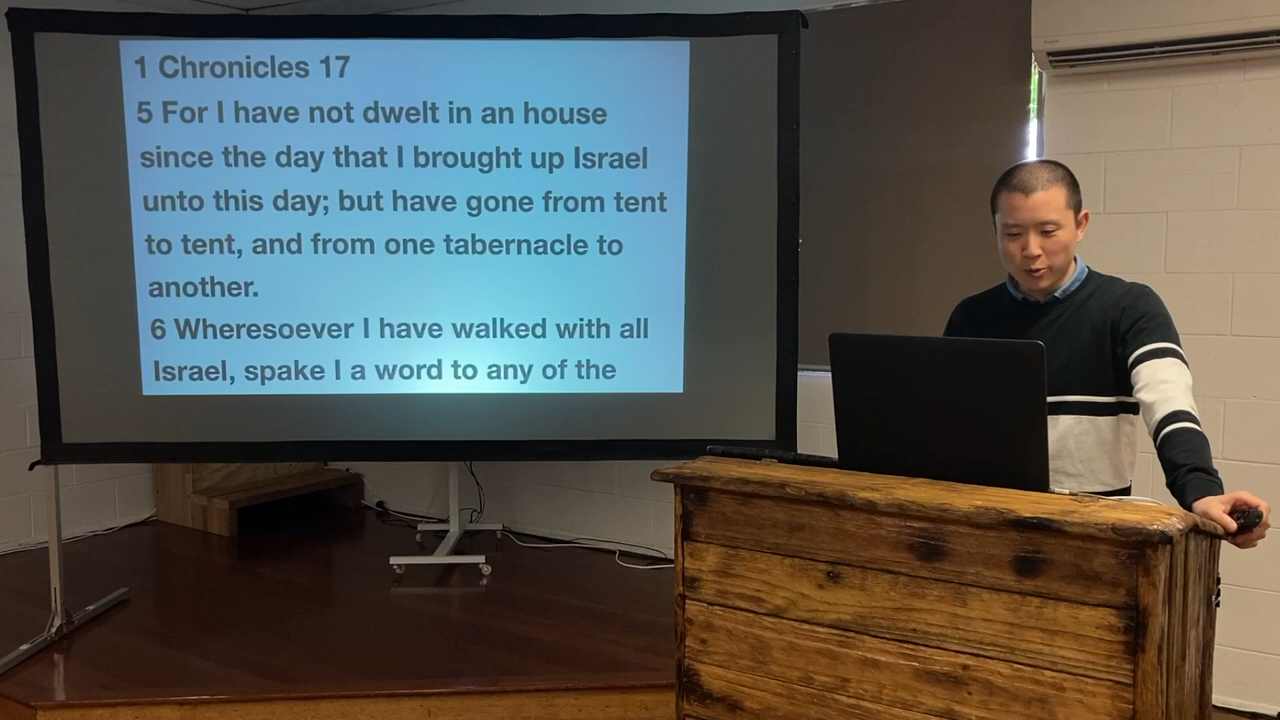 1 Chronicles 17
5 For I have not dwelt in an house
since the day that I brought up Israel
unto this day; but have gone from tent
to tent, and from one tabernacle to
another.
6 Wheresoever I have walked with all
Israel, spake I a word to any of the